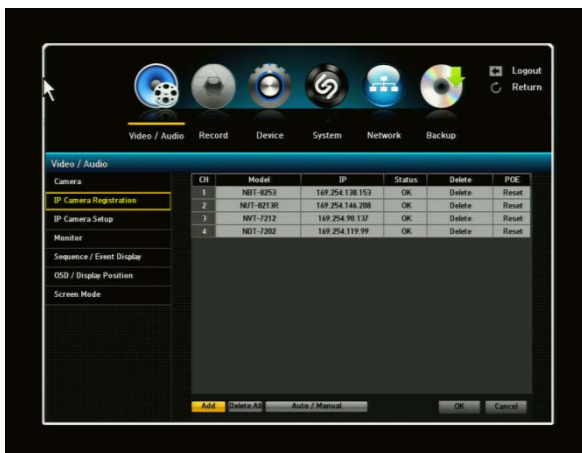 Logout
Return
Video / Audio Record Device System Network Backup
Video / Audio
Camera
IP Camera Registration
IP Camera Setup
Monitor
Sequence / Event Display
OSD / Display Position
Screen Mode
CH Model IP Status Delete POE
1 NBT-8253 169.254.138.153 OK Delete Reset
2 NUT-8213R 169.254.146.208 OK Delete Reset
3 NVT-7212 169.254.90.137 OK Delete Reset
4 NDT-7202 169.254.119.99 OK Delete Reset
Add Delete All Auto / Manual OK Cancel